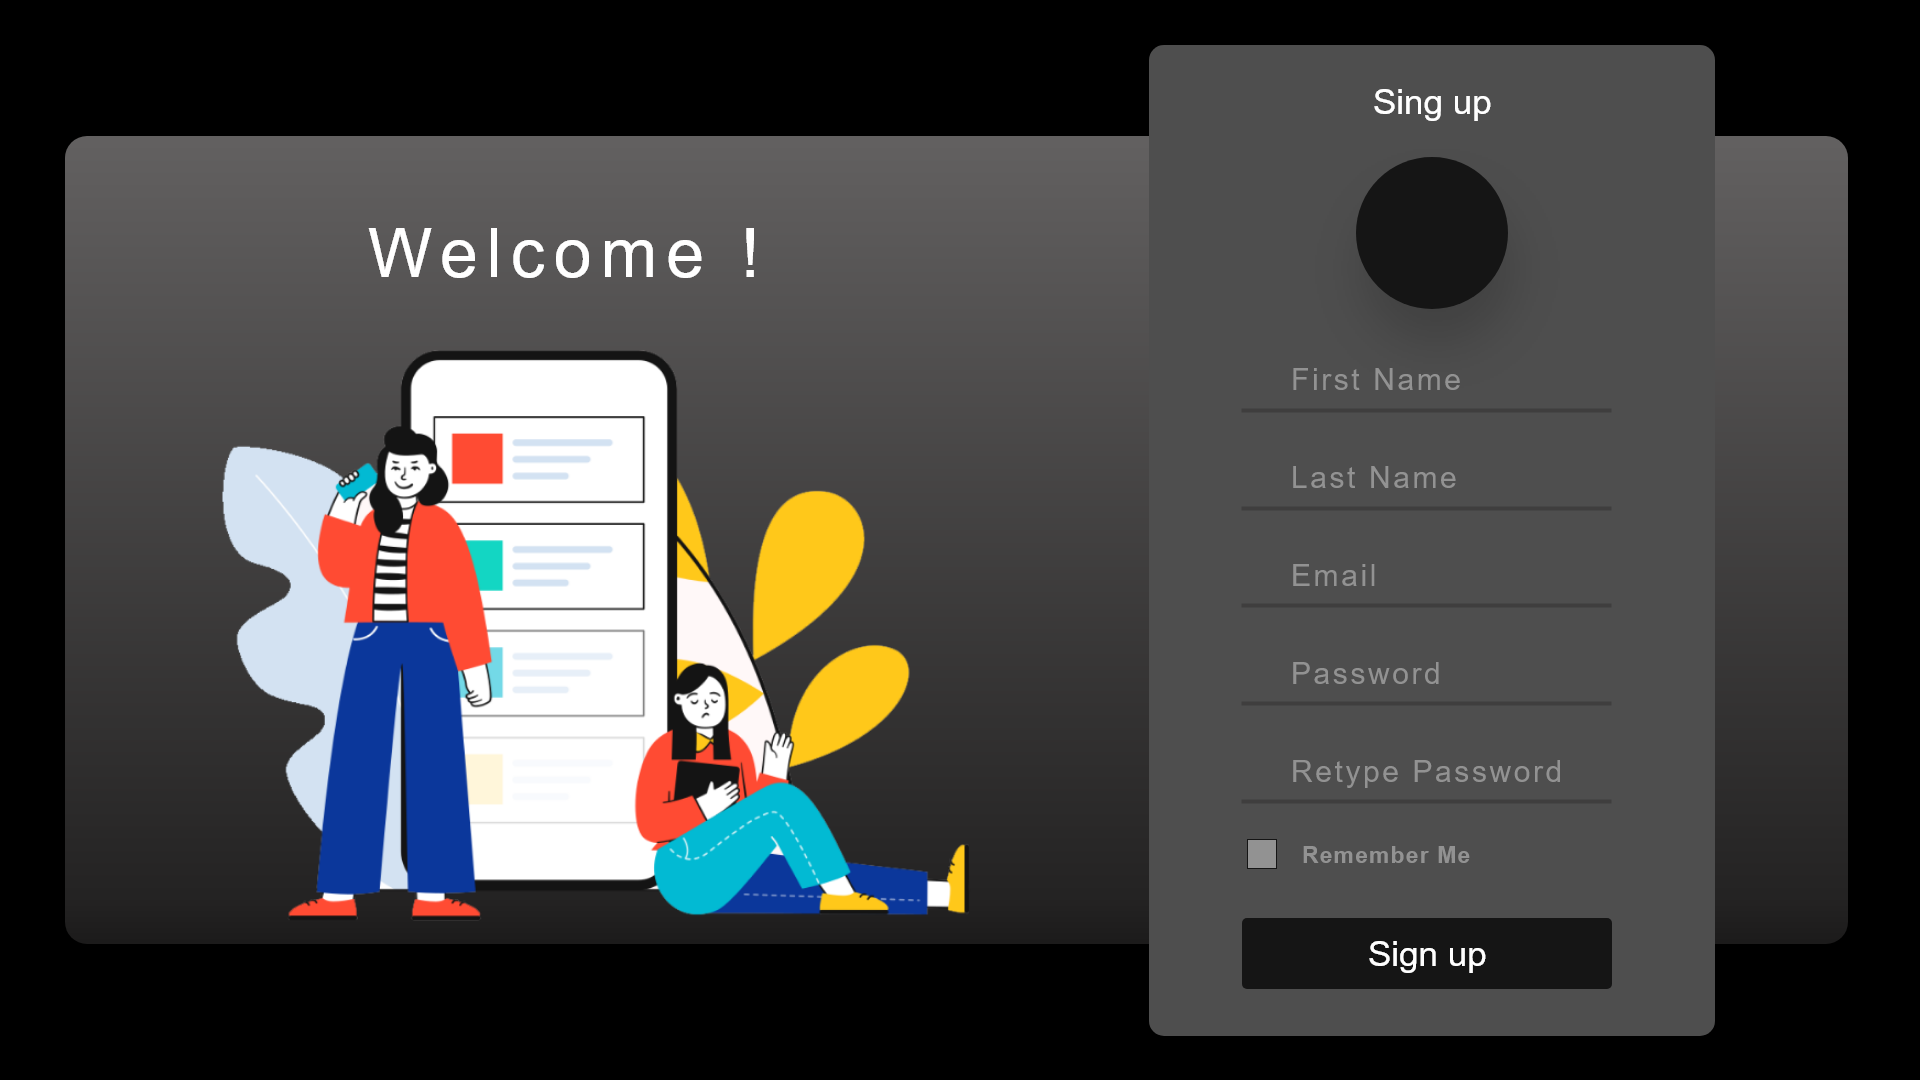 Welcome !
Sing up
First Name
Last Name
Email
Password
Retype Password
Remember Me
Sign up